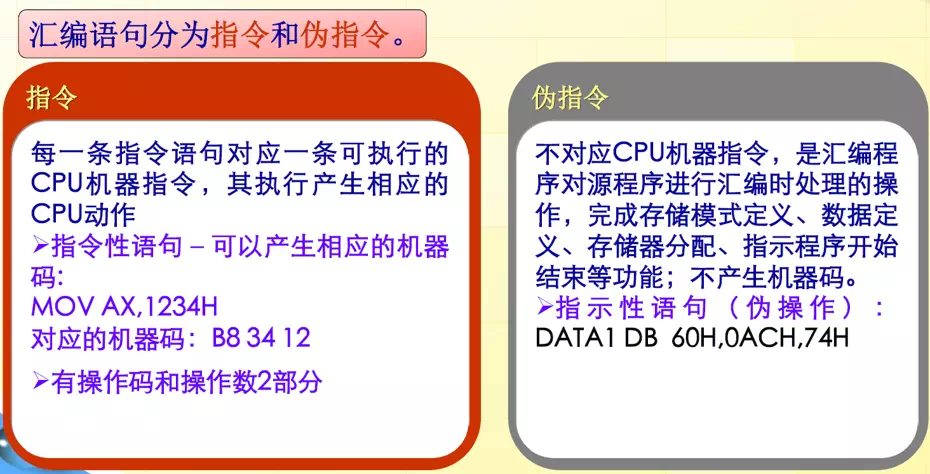 汇编语句分为指令和伪指令。
指令
每一条指令语句对应一条可执行的
CPU机器指令，其执行产生相应的
CPU动作
➢指令性语句 – 可以产生相应的机器
码:
MOV AX,1234H
对应的机器码：B8 34 12
➢有操作码和操作数2部分
伪指令
不对应CPU机器指令，是汇编程
序对源程序进行汇编时处理的操
作，完成存储模式定义、数据定
义、存储器分配、指示程序开始
结束等功能；不产生机器码。
➢指示性语句（伪操作）：
DATA1 DB  60H,0ACH,74H